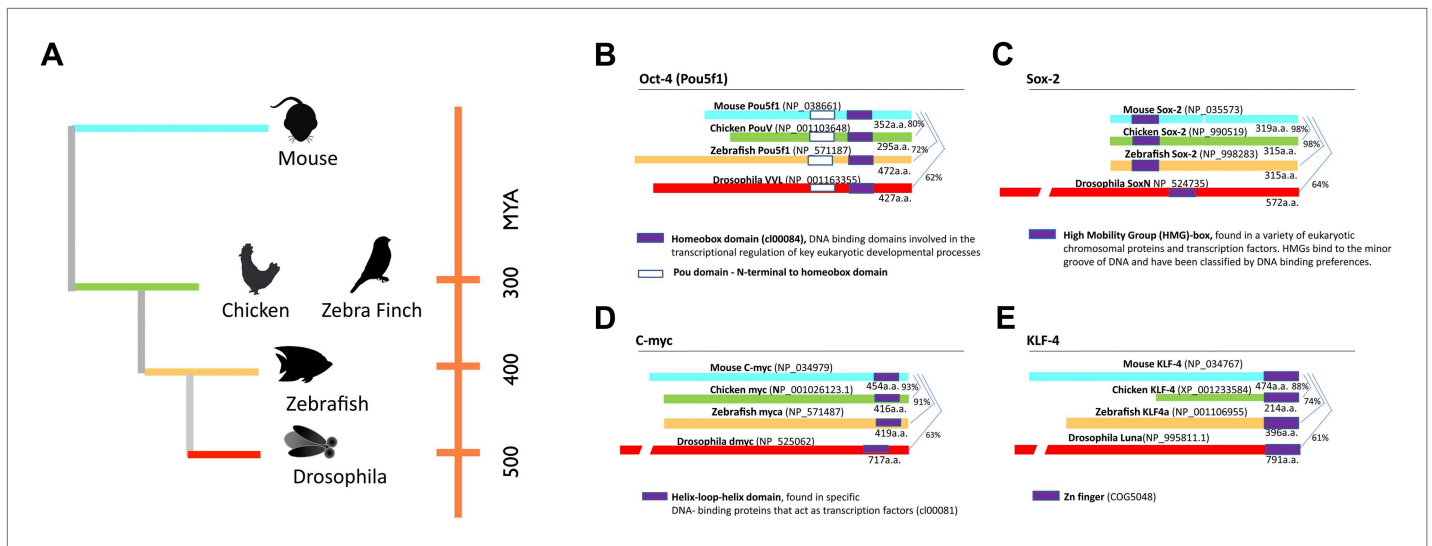 A
Mouse
Chicken
Zebra Finch
Zebrafish
Drosophila
MYA
300
400
500
B
Oct-4 (Pou5f1)
Mouse Pou5f1 (NP_038661)
352a.a.
80%
Chicken PouV (NP_001103648)
295a.a.
72%
Zebrafish Pou5f1 (NP_571187)
472a.a.
62%
Drosophila VVL (NP_001163355)
427a.a.
Homeobox domain (cl00084), DNA binding domains involved in the
transcriptional regulation of key eukaryotic developmental processes
Pou domain - N-terminal to homeobox domain
C
Sox-2
Mouse Sox-2 (NP_035573)
319a.a.
98%
Chicken Sox-2 (NP_990519)
315a.a.
98%
Zebrafish Sox-2 (NP_998283)
315a.a.
64%
Drosophila SoxN NP_524735)
572a.a.
High Mobility Group (HMG)-box, found in a variety of eukaryotic
chromosomal proteins and transcription factors. HMGs bind to the minor
groove of DNA and have been classified by DNA binding preferences.
D
C-myc
Mouse C-myc (NP_034979)
454a.a.
93%
Chicken myc (NP_001026123.1)
416a.a.
91%
Zebrafish myca (NP_571487)
419a.a.
63%
Drosophila dmyc (NP_525062)
717a.a.
Helix-loop-helix domain, found in specific
DNA- binding proteins that act as transcription factors (cl00081)
E
KLF-4
Mouse KLF-4 (NP_034767)
474a.a.
88%
Chicken KLF-4 (XP_001233584)
214a.a.
74%
Zebrafish KLF4a (NP_001106955)
396a.a.
61%
Drosophila Luna(NP_995811.1)
791a.a.
Zn finger (COG5048)